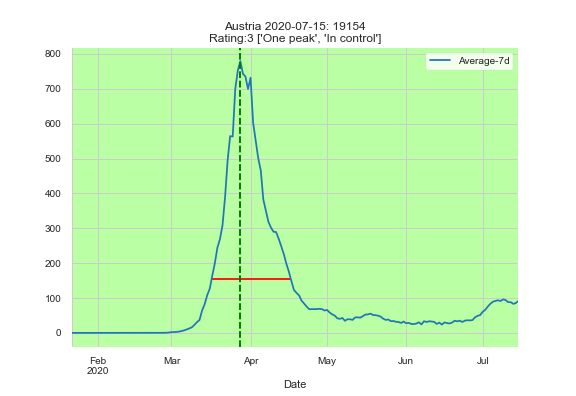 Austria 2020-07-15: 19154
Rating:3 ['One peak', 'In control']
Average-7d
800
700
600
500
400
300
200
100
0
Feb
2020
Mar
Apr
May
Jun
Jul
Date